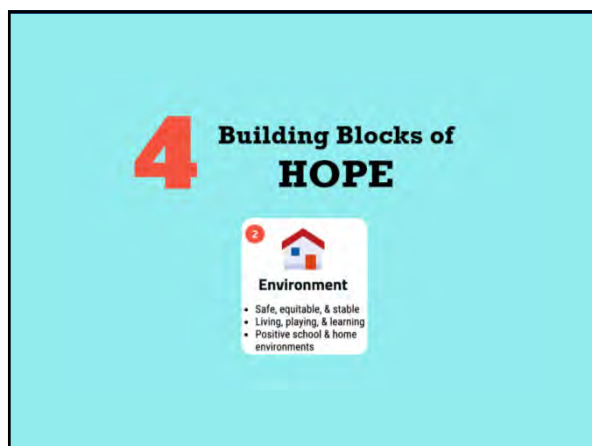 4 Building Blocks of
HOPE
2
Environment
• Safe, equitable, & stable
• Living, playing, & learning
• Positive school & home
environments